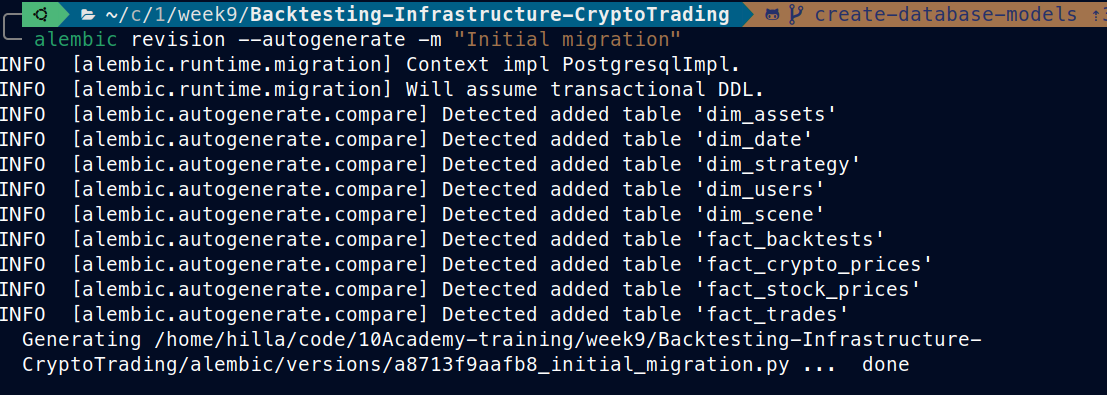 ~/c/1/week9/Backtesting-Infrastructure-CryptoTrading create-database-models ⇡3
alembic revision --autogenerate -m "Initial migration"
INFO  [alembic.runtime.migration] Context impl PostgresqlImpl.
INFO  [alembic.runtime.migration] Will assume transactional DDL.
INFO  [alembic.autogenerate.compare] Detected added table 'dim_assets'
INFO  [alembic.autogenerate.compare] Detected added table 'dim_date'
INFO  [alembic.autogenerate.compare] Detected added table 'dim_strategy'
INFO  [alembic.autogenerate.compare] Detected added table 'dim_users'
INFO  [alembic.autogenerate.compare] Detected added table 'dim_scene'
INFO  [alembic.autogenerate.compare] Detected added table 'fact_backtests'
INFO  [alembic.autogenerate.compare] Detected added table 'fact_crypto_prices'
INFO  [alembic.autogenerate.compare] Detected added table 'fact_stock_prices'
INFO  [alembic.autogenerate.compare] Detected added table 'fact_trades'
Generating /home/hilla/code/10Academy-training/week9/Backtesting-Infrastructure-
CryptoTrading/alembic/versions/a8713f9aafb8_initial_migration.py ...  done